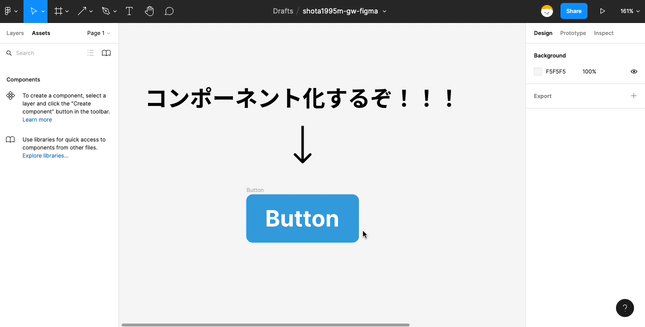 Drafts / shota1995m-gw-figma
Share
161%
Layers
Assets
Page 1
Search
Components
To create a component, select a
layer and click the "Create
component" button in the toolbar.
Learn more
Use libraries for quick access to
components from other files.
Explore libraries...
コンポーネント化するぞ！！！
Button
Button
Design
Prototype
Inspect
Background
F5F5F5
100%
Export
?